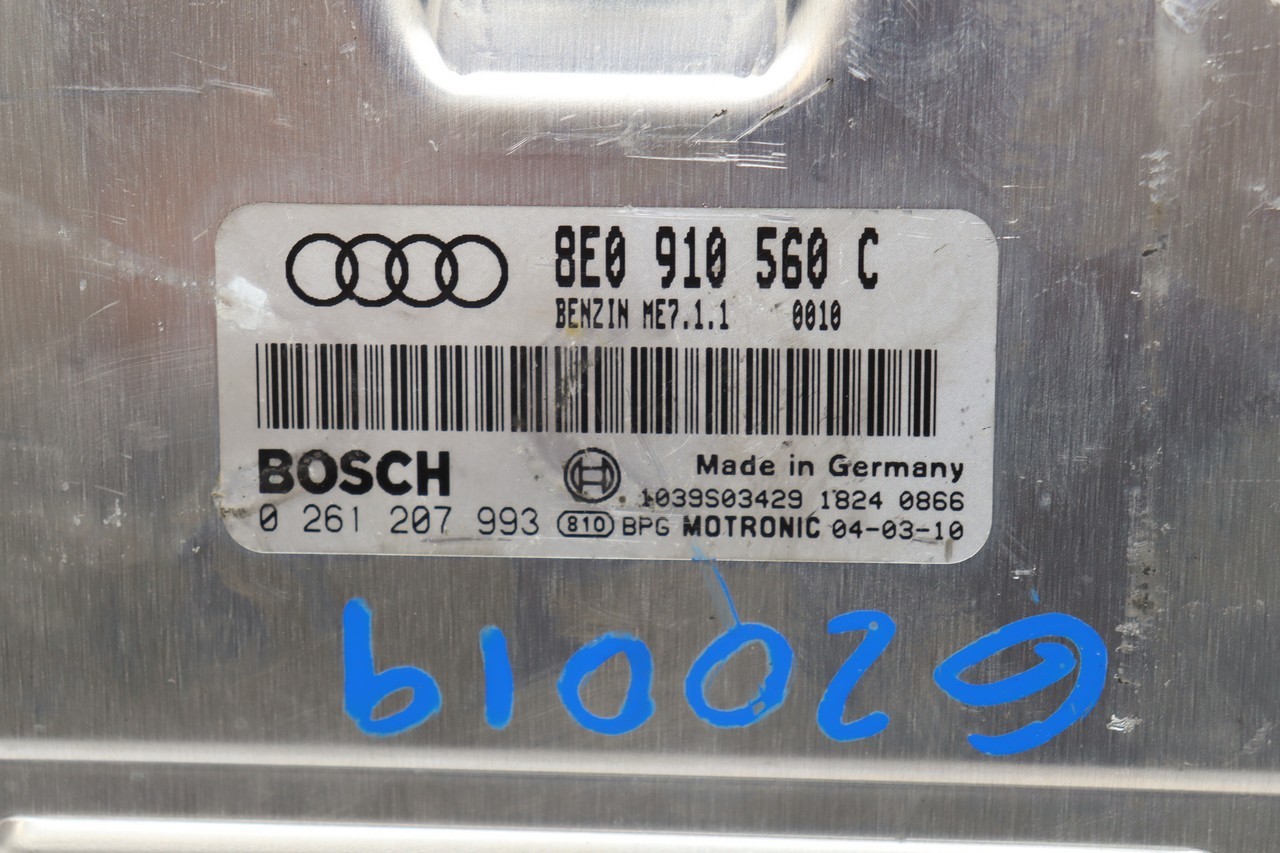 8E0 910 560 C
BENZIN ME7.1.1 0010
BOSCH
Made in Germany
1039S03429 1824 0866
0 261 207 993 810 BPG MOTRONIC 04-03-10
610029